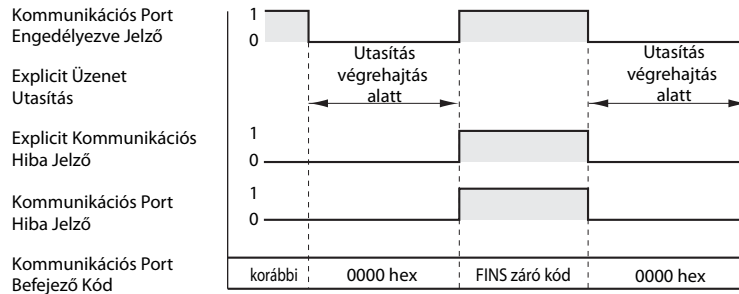 Kommunikációs Port
Engedélyezve Jelző
1
0
Explicit Üzenet
Utasítás
Utasítás
végrehajtás
alatt
Utasítás
végrehajtás
alatt
Explicit Kommunikációs
Hiba Jelző
1
0
Kommunikációs Port
Hiba Jelző
1
0
Kommunikációs Port
Befejező Kód
korábbi
0000 hex
FINS záró kód
0000 hex